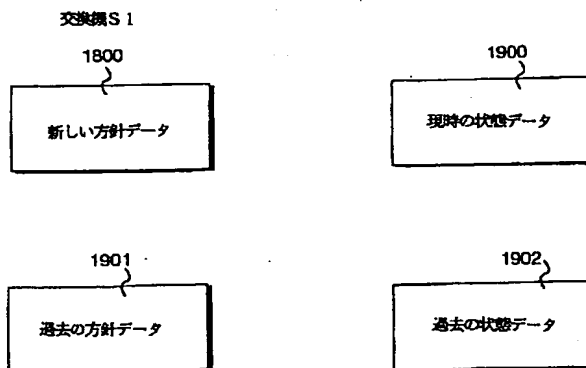 交換機S1
1800
新しい方針データ
1900
現時の状態データ
1901
過去の方針データ
1902
過去の状態データ